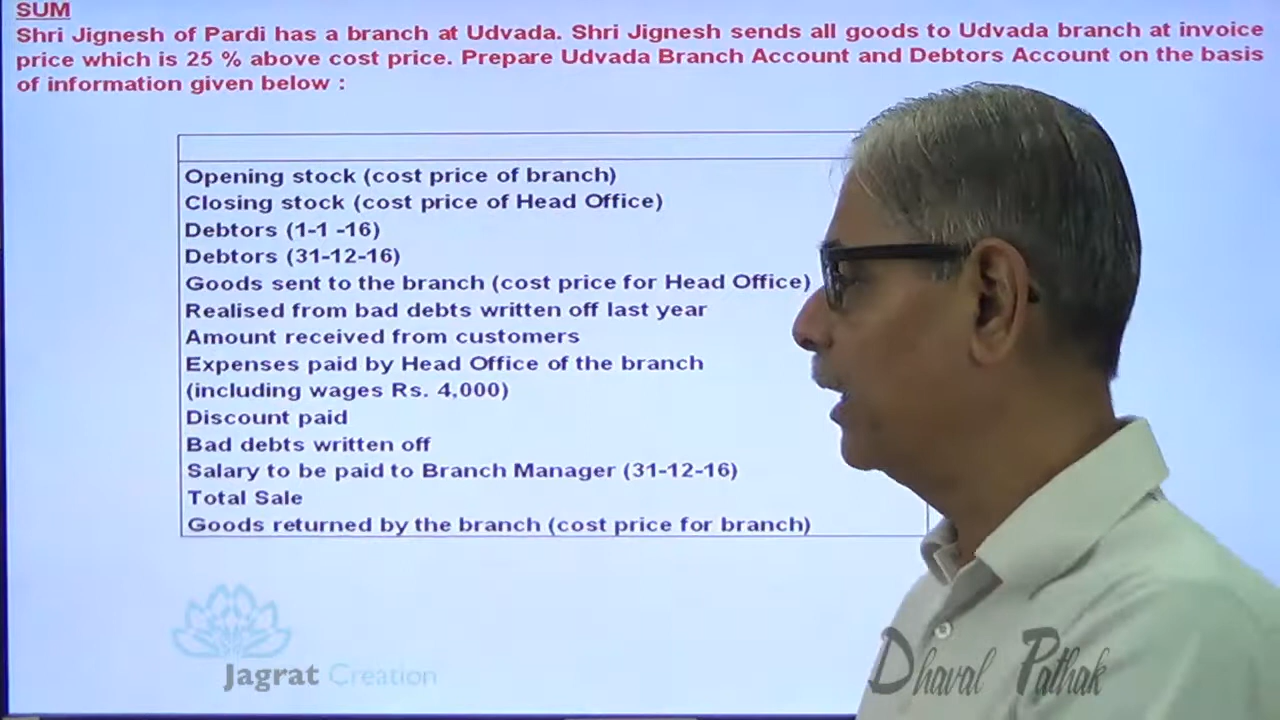 SUM
Shri Jignesh of Pardi has a branch at Udvada. Shri Jignesh sends all goods to Udvada branch at invoice
price which is 25 % above cost price. Prepare Udvada Branch Account and Debtors Account on the basis
of information given below :
Opening stock (cost price of branch)
Closing stock (cost price of Head Office)
Debtors (1-1 -16)
Debtors (31-12-16)
Goods sent to the branch (cost price for Head Office)
Realised from bad debts written off last year
Amount received from customers
Expenses paid by Head Office of the branch
(including wages Rs. 4,000)
Discount paid
Bad debts written off
Salary to be paid to Branch Manager (31-12-16)
Total Sale
Goods returned by the branch (cost price for branch)
Jagrat Creation
Dhaval Pathak